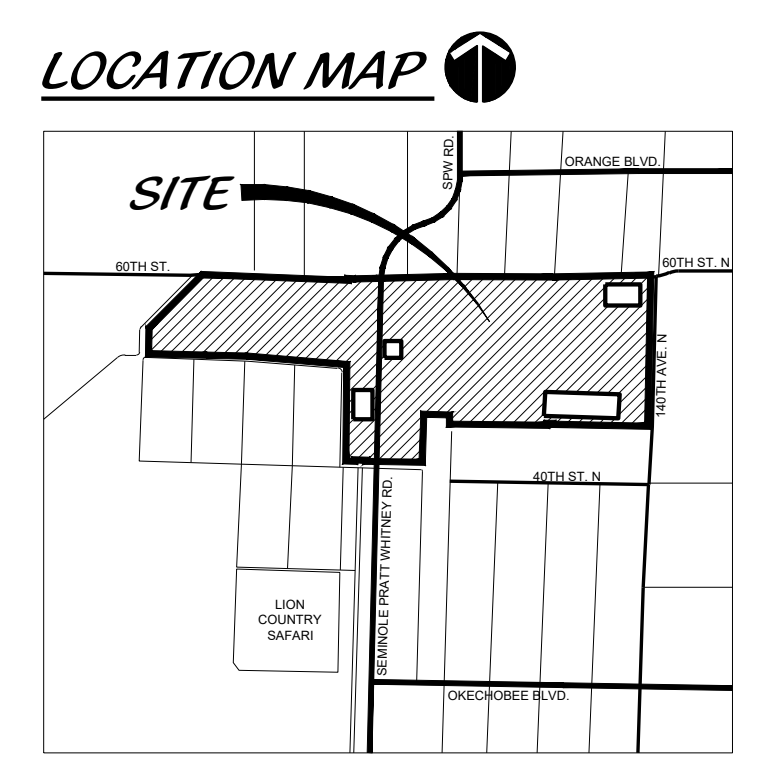 LOCATION MAP
SPW RD.
ORANGE BLVD.
SITE
60TH ST.
60TH ST. N
140TH AVE. N
40TH ST. N
SEMINOLE PRATT WHITNEY RD.
LION
COUNTRY
SAFARI
OKECHOBEE BLVD.